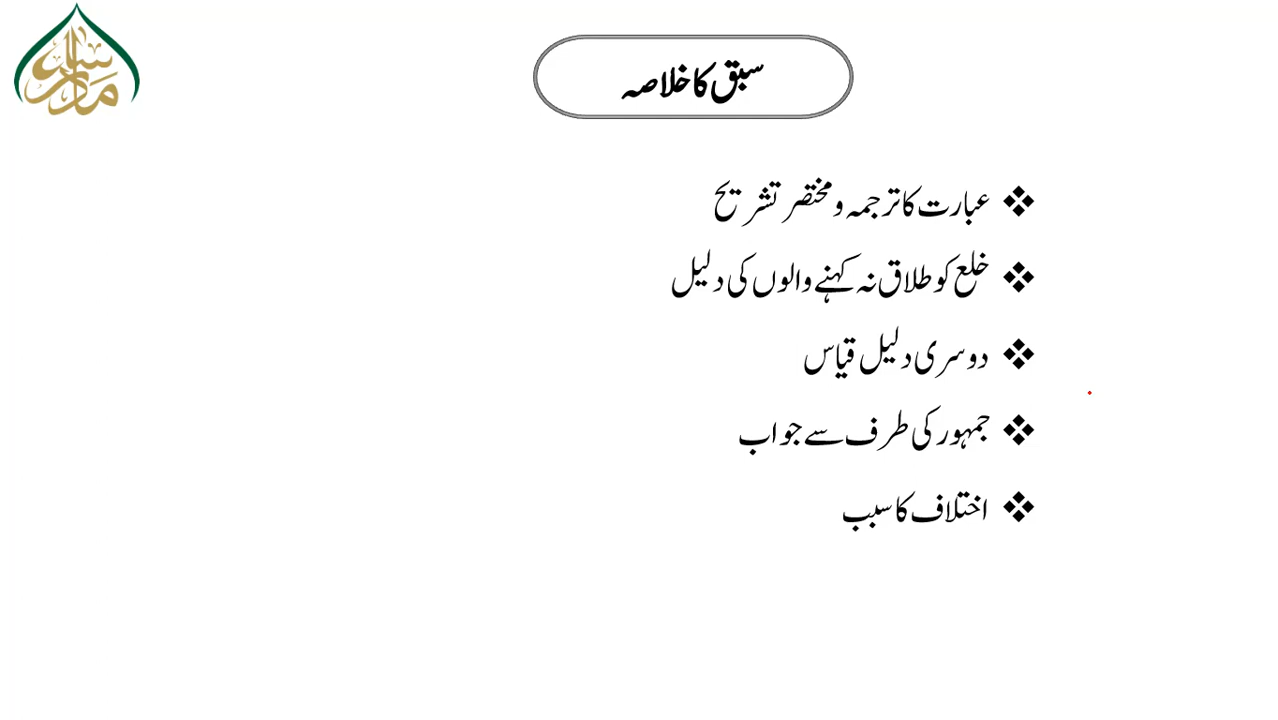 سبق کا خلاصہ
عبارت کا ترجمہ و مختصر تشریح
خلع کو طلاق نہ کہنے والوں کی دلیل
دوسری دلیل قیاس
جمہور کی طرف سے جواب
اختلاف کا سبب